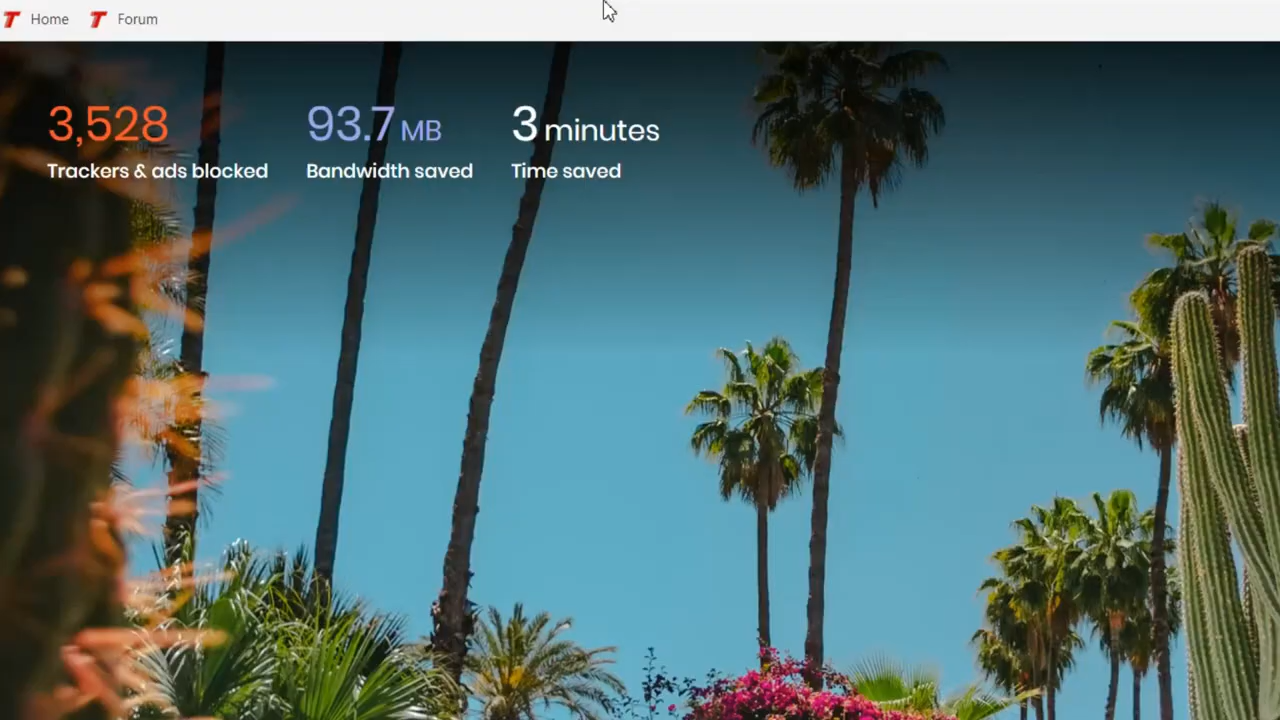 T Home T Forum
3,528 93.7 MB 3 minutes
Trackers & ads blocked Bandwidth saved Time saved